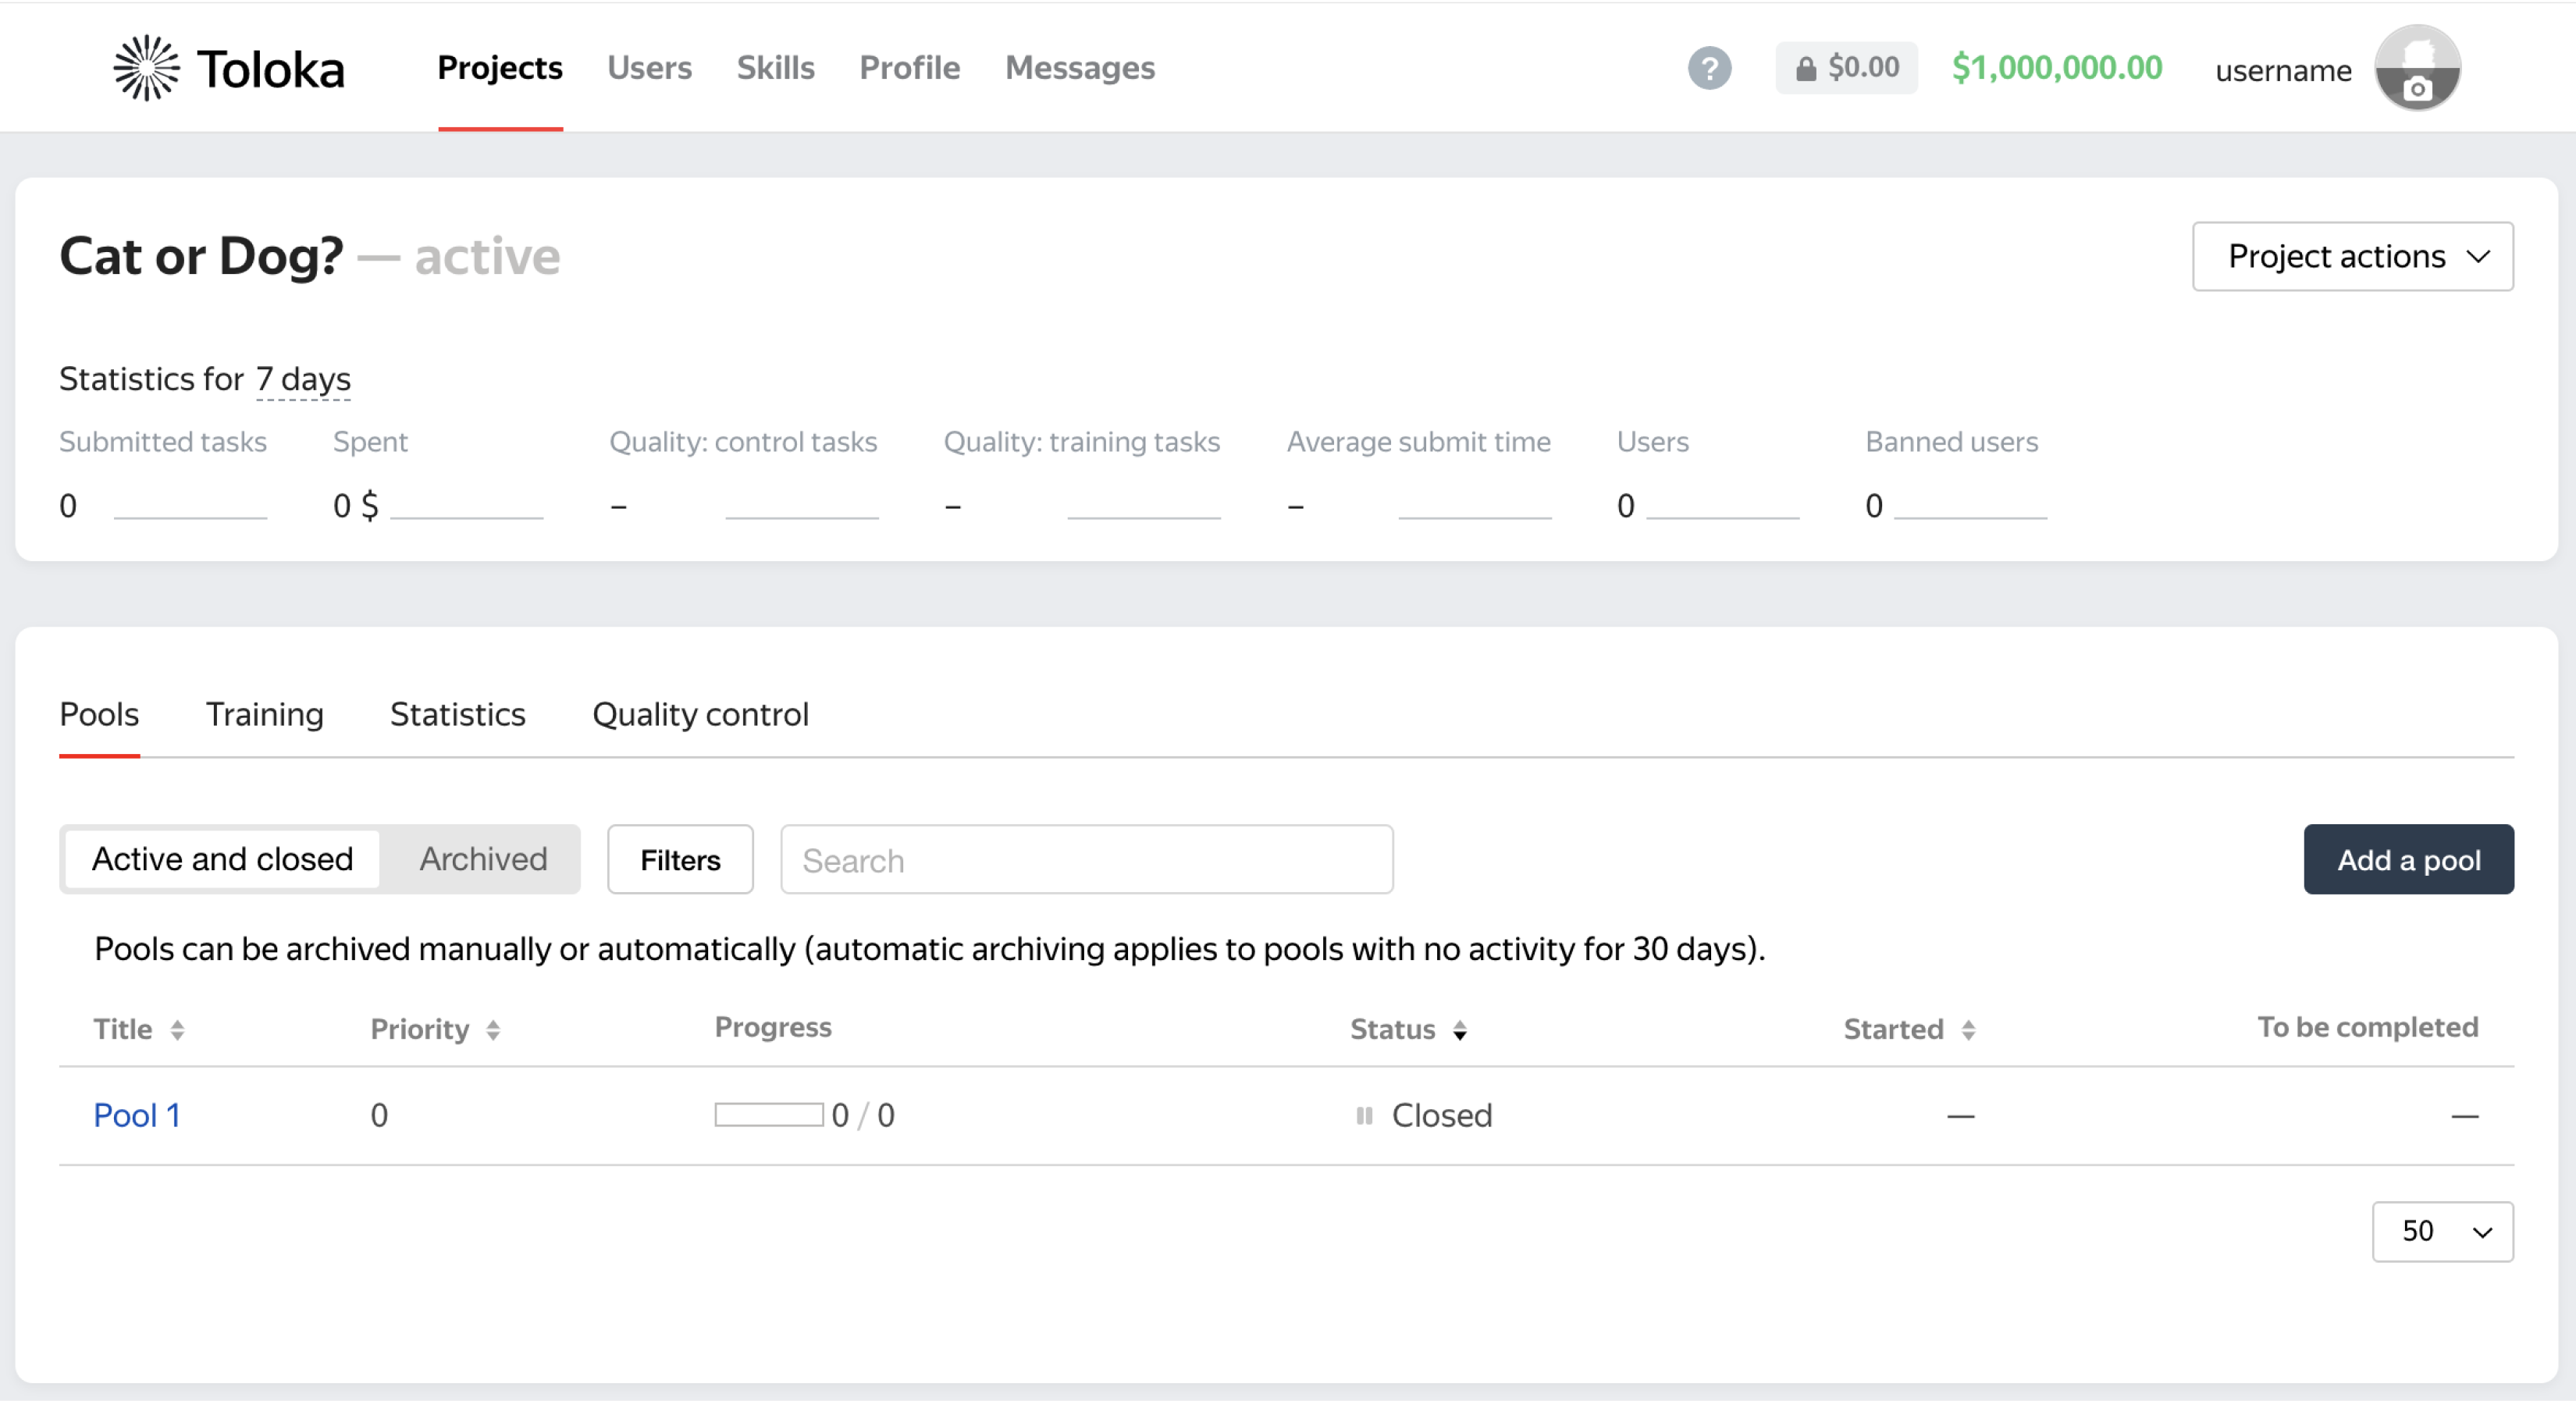 Toloka Projects Users Skills Profile Messages ? $0.00 $1,000,000.00 username
Cat or Dog? — active Project actions
Statistics for 7 days
Submitted tasks Spent Quality: control tasks Quality: training tasks Average submit time Users Banned users
0 0 $ – – – 0 0
Pools Training Statistics Quality control
Active and closed Archived Filters Search Add a pool
Pools can be archived manually or automatically (automatic archiving applies to pools with no activity for 30 days).
Title Priority Progress Status Started To be completed
Pool 1 0 0 / 0 Closed — —
50